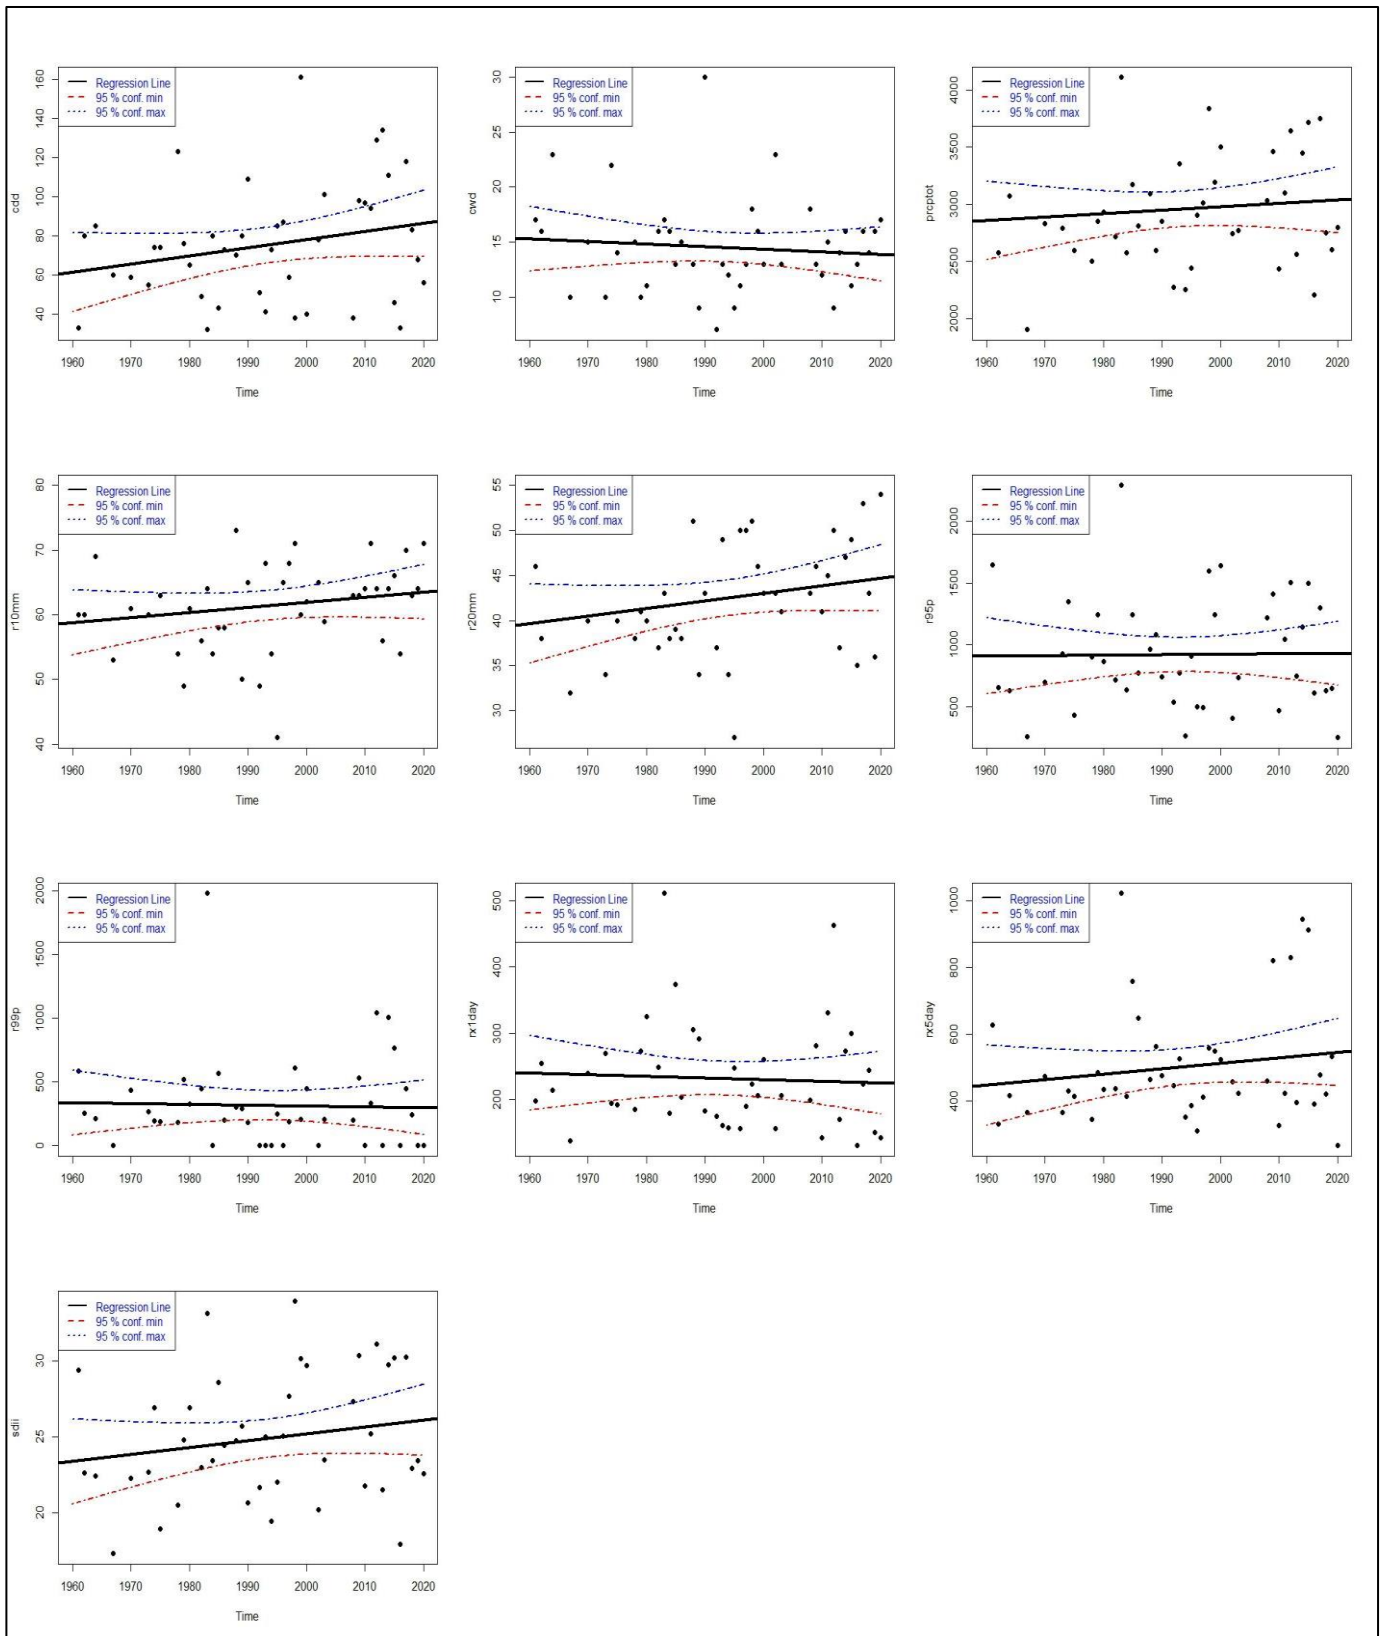 Regression Line
95 % conf. min
95 % conf. max
cdd
160
140
120
100
80
60
40
1960 1970 1980 1990 2000 2010 2020
Time
Regression Line
95 % conf. min
95 % conf. max
cwd
30
25
20
15
10
1960 1970 1980 1990 2000 2010 2020
Time
Regression Line
95 % conf. min
95 % conf. max
prcptot
4000
3500
3000
2500
2000
1960 1970 1980 1990 2000 2010 2020
Time
Regression Line
95 % conf. min
95 % conf. max
r10mm
80
70
60
50
40
1960 1970 1980 1990 2000 2010 2020
Time
Regression Line
95 % conf. min
95 % conf. max
r20mm
55
50
45
40
35
30
1960 1970 1980 1990 2000 2010 2020
Time
Regression Line
95 % conf. min
95 % conf. max
r95p
2000
1500
1000
500
1960 1970 1980 1990 2000 2010 2020
Time
Regression Line
95 % conf. min
95 % conf. max
r99p
2000
1500
1000
500
0
1960 1970 1980 1990 2000 2010 2020
Time
Regression Line
95 % conf. min
95 % conf. max
rx1day
500
400
300
200
1960 1970 1980 1990 2000 2010 2020
Time
Regression Line
95 % conf. min
95 % conf. max
rx5day
1000
800
600
400
1960 1970 1980 1990 2000 2010 2020
Time
Regression Line
95 % conf. min
95 % conf. max
sdii
30
25
20
1960 1970 1980 1990 2000 2010 2020
Time